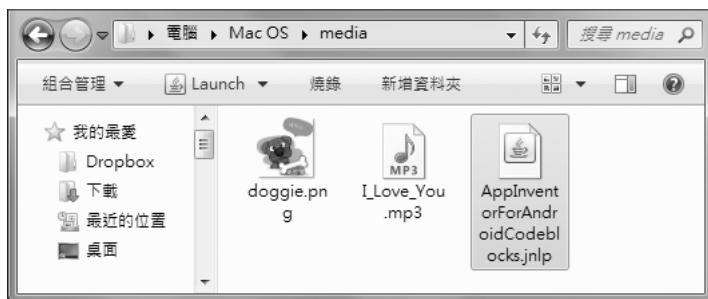 電腦 Mac OS media
搜尋 media
組合管理 Launch 燒錄 新增資料夾
我的最愛
Dropbox
下載
最近的位置
桌面
doggie.pn
g
MP3
I_Love_You
.mp3
AppInvent
orForAndr
oidCodebl
ocks.jnlp